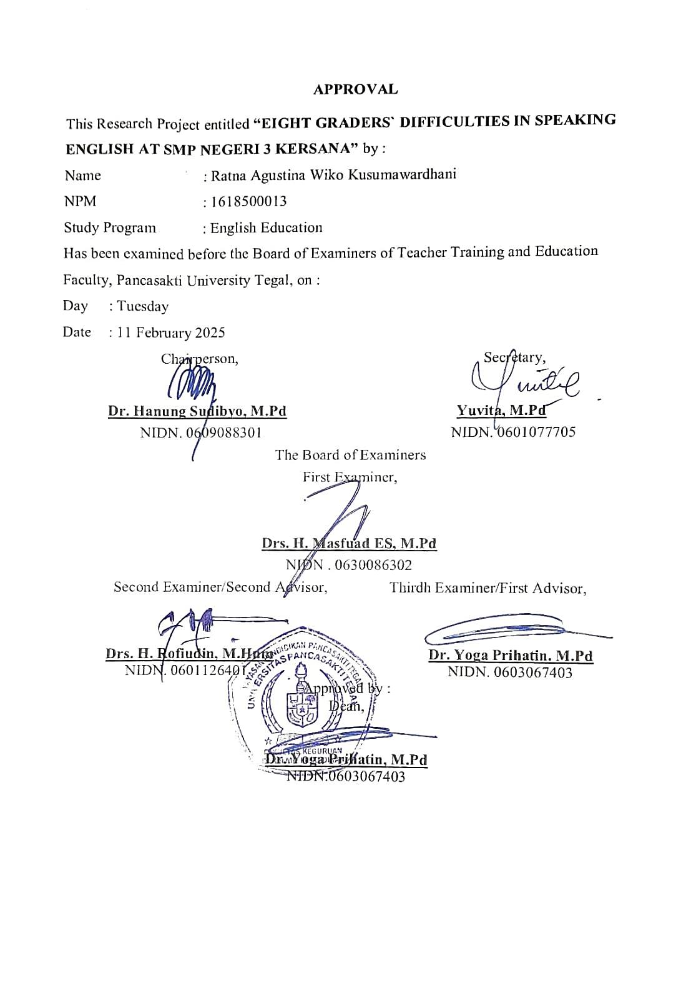 APPROVAL
This Research Project entitled “EIGHT GRADERS` DIFFICULTIES IN SPEAKING
ENGLISH AT SMP NEGERI 3 KERSANA” by :
Name : Ratna Agustina Wiko Kusumawardhani
NPM : 1618500013
Study Program : English Education
Has been examined before the Board of Examiners of Teacher Training and Education
Faculty, Pancasakti University Tegal, on :
Day : Tuesday
Date : 11 February 2025
Chairperson, Secretary,
Dr. Hanung Sudibyo, M.Pd Yuvita, M.Pd
NIDN. 0609088301 NIDN. 0601077705
The Board of Examiners
First Examiner,
Drs. H. Masfuad ES, M.Pd
NIDN . 0630086302
Second Examiner/Second Advisor, Thirdh Examiner/First Advisor,
Drs. H. Rofiudin, M.Hum Dr. Yoga Prihatin. M.Pd
NIDN. 0601126401 NIDN. 0603067403
YAYASAN PENDIDIKAN PANCASAKTI TEGAL
UNIVERSITAS PANCASAKTI TEGAL
Approved by :
Dean,
KEGURUAN
Dr. Yoga Prihatin, M.Pd
NIDN.0603067403